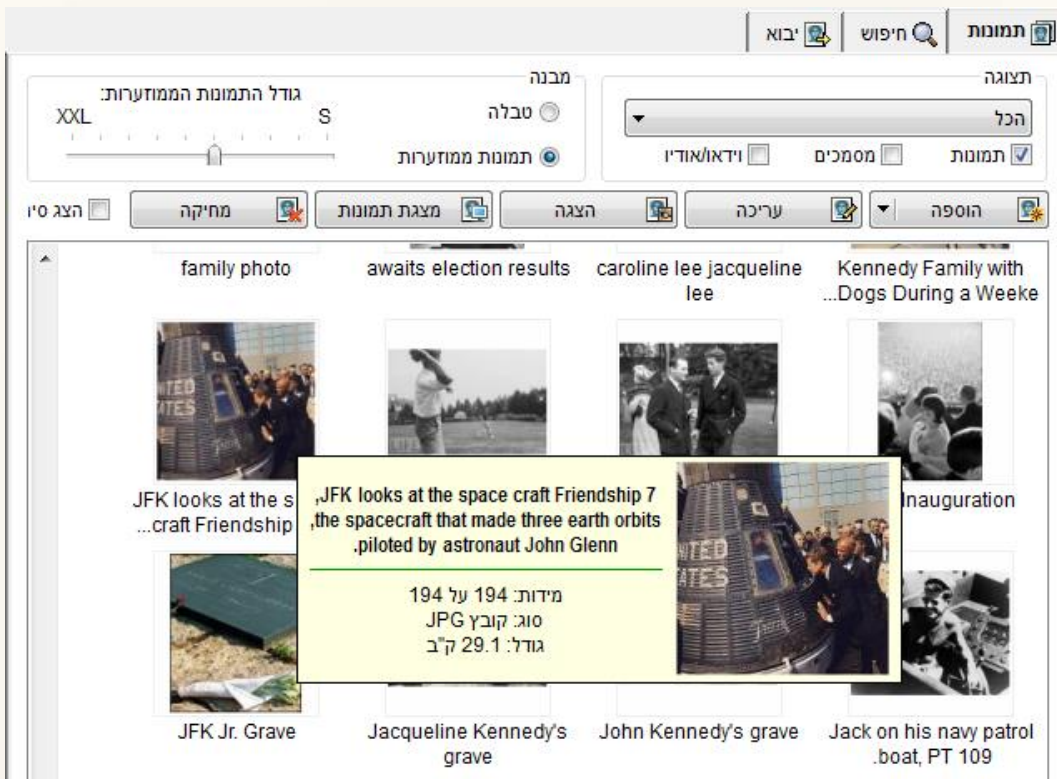 תמונות
חיפוש
יבוא
תצוגה
הכל
תמונות
מסמכים
וידאו/אודיו
מבנה
טבלה
תמונות ממוזערות
גודל התמונות הממוזערות:
S
XXL
הוספה
עריכה
הצגה
מצגת תמונות
מחיקה
הצג
Kennedy Family with
Dogs During a Weeke...
caroline lee jacqueline
lee
awaits election results
family photo
Inauguration
JFK looks at the s
craft Friendship ...
JFK looks at the space craft Friendship 7,
the spacecraft that made three earth orbits,
piloted by astronaut John Glenn.
מידות: 194 על 194
סוג: קובץ JPG
גודל: 29.1 ק"ב
UNITED
STATES
Jack on his navy patrol
boat, PT 109.
John Kennedy's grave
Jacqueline Kennedy's
grave
JFK Jr. Grave